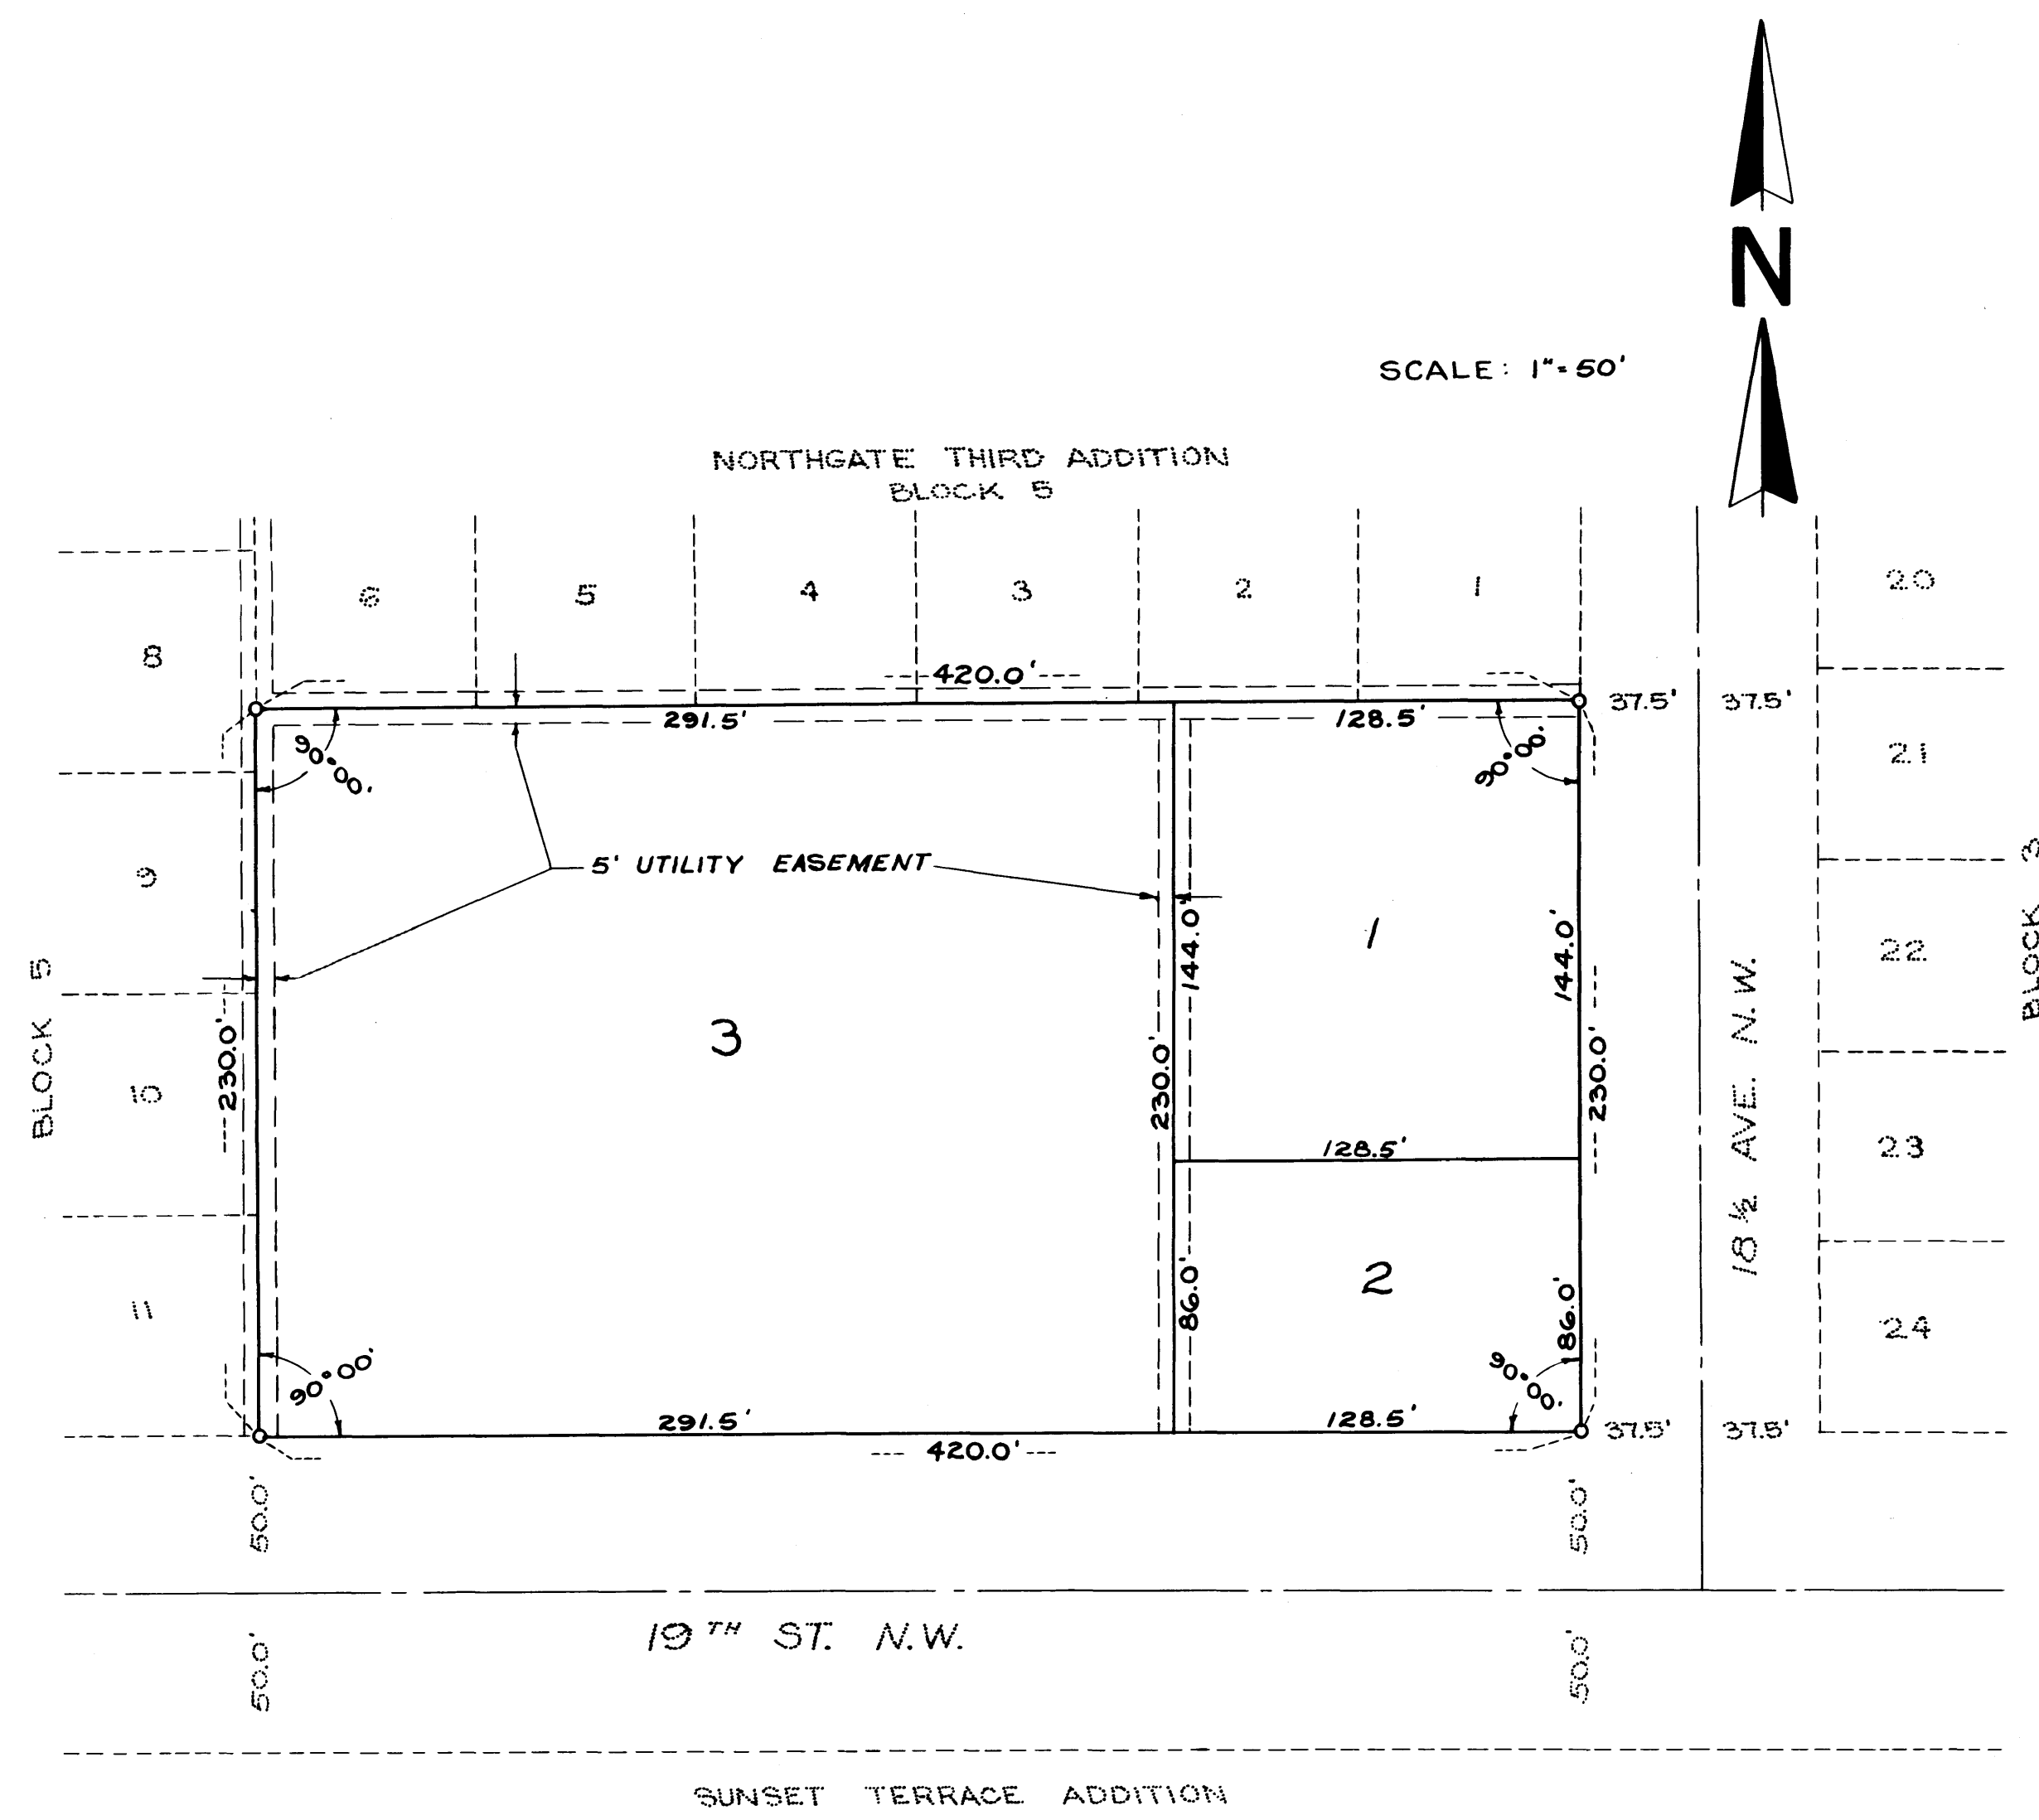 N
SCALE: 1"=50'
NORTHGATE THIRD ADDITION
BLOCK 5
6 5 4 3 2 1
20
8
420.0'
37.5' 37.5'
291.5' 128.5'
90°00' 90°00'
21
9
5' UTILITY EASEMENT
144.0'
1
144.0'
22
BLOCK 3
BLOCK 5
230.0'
3
230.0'
230.0'
18 ½ AVE. N.W.
10
128.5'
23
11
86.0'
2
86.0'
24
90°00' 90°00'
291.5' 128.5'
420.0'
37.5' 37.5'
50.0' 50.0'
19TH ST. N.W.
50.0' 50.0'
SUNSET TERRACE ADDITION